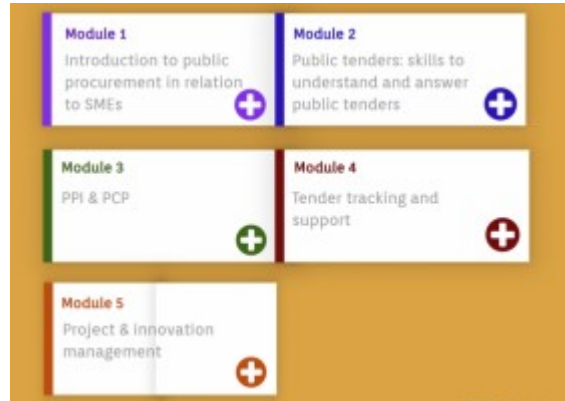 Module 1
Introduction to public
procurement in relation
to SMEs
Module 2
Public tenders: skills to
understand and answer
public tenders
Module 3
PPI & PCP
Module 4
Tender tracking and
support
Module 5
Project & innovation
management